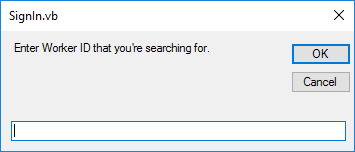 SignIn.vb
Enter Worker ID that you're searching for.
OK
Cancel